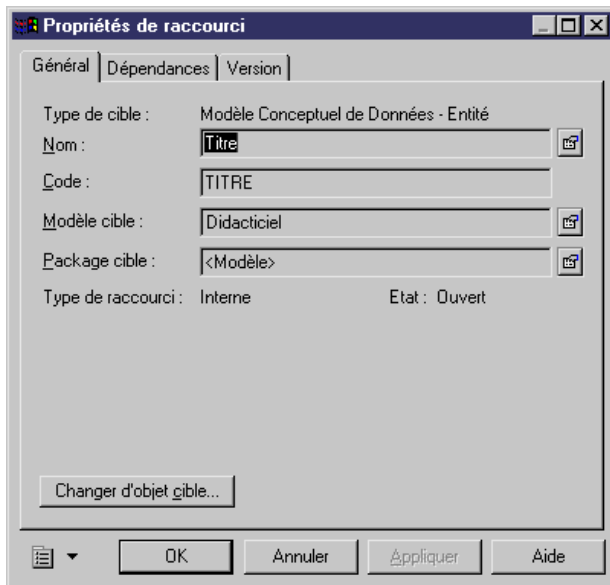 Propriétés de raccourci
Général Dépendances Version
Type de cible : Modèle Conceptuel de Données - Entité
Nom : Titre
Code : TITRE
Modèle cible : Didacticiel
Package cible : <Modèle>
Type de raccourci : Interne Etat : Ouvert
Changer d'objet cible...
OK Annuler Appliquer Aide